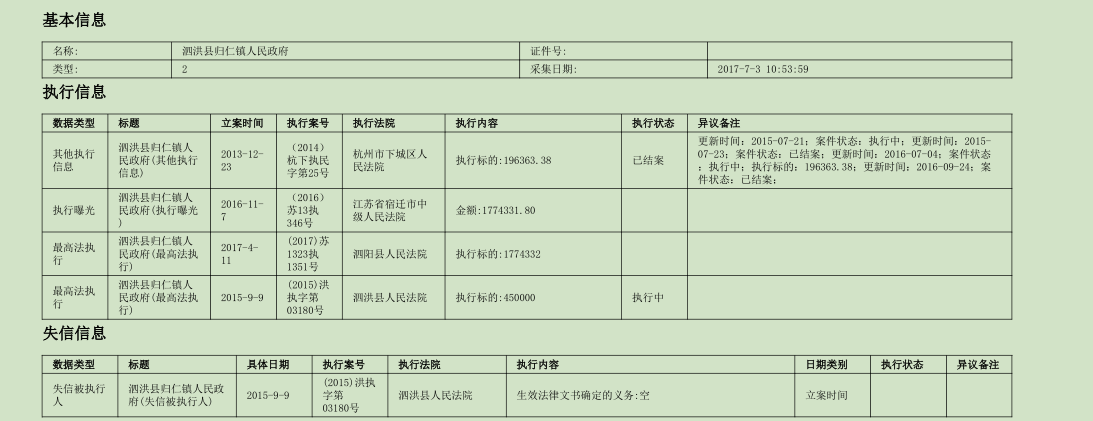 基本信息
名称: 泗洪县归仁镇人民政府 证件号:
类型: 2 采集日期: 2017-7-3 10:53:59
执行信息
数据类型 标题 立案时间 执行案号 执行法院 执行内容 执行状态 异议备注
其他执行
信息
泗洪县归仁镇人
民政府(其他执行
信息)
2013-12-
23
（2014）
杭下执民
字第25号
杭州市下城区人
民法院
执行标的:196363.38
已结案
更新时间: 2015-07-21; 案件状态: 执行中; 更新时间: 2015-
07-23; 案件状态: 已结案; 更新时间: 2016-07-04; 案件状态
: 执行中; 执行标的: 196363.38; 更新时间: 2016-09-24; 案
件状态: 已结案;
执行曝光
泗洪县归仁镇人
民政府(执行曝光
)
2016-11-
7
（2016）
苏13执
346号
江苏省宿迁市中
级人民法院
金额:1774331.80
最高法执
行
泗洪县归仁镇人
民政府(最高法执
行)
2017-4-
11
(2017)苏
1323执
1351号
泗阳县人民法院
执行标的:1774332
最高法执
行
泗洪县归仁镇人
民政府(最高法执
行)
2015-9-9
(2015)洪
执字第
03180号
泗洪县人民法院
执行标的:450000
执行中
失信信息
数据类型 标题 具体日期 执行案号 执行法院 执行内容 日期类别 执行状态 异议备注
失信被执行
人
泗洪县归仁镇人民政
府(失信被执行人)
2015-9-9
(2015)洪执
字第
03180号
泗洪县人民法院
生效法律文书确定的义务:空
立案时间